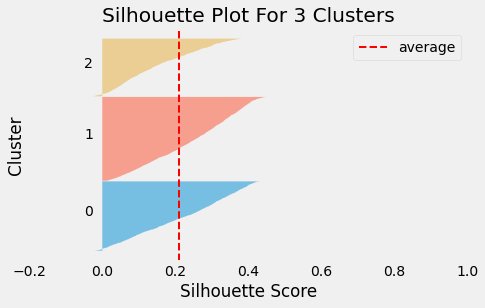 Silhouette Plot For 3 Clusters
average
2
1
0
Cluster
−0.2 0.0 0.2 0.4 0.6 0.8 1.0
Silhouette Score